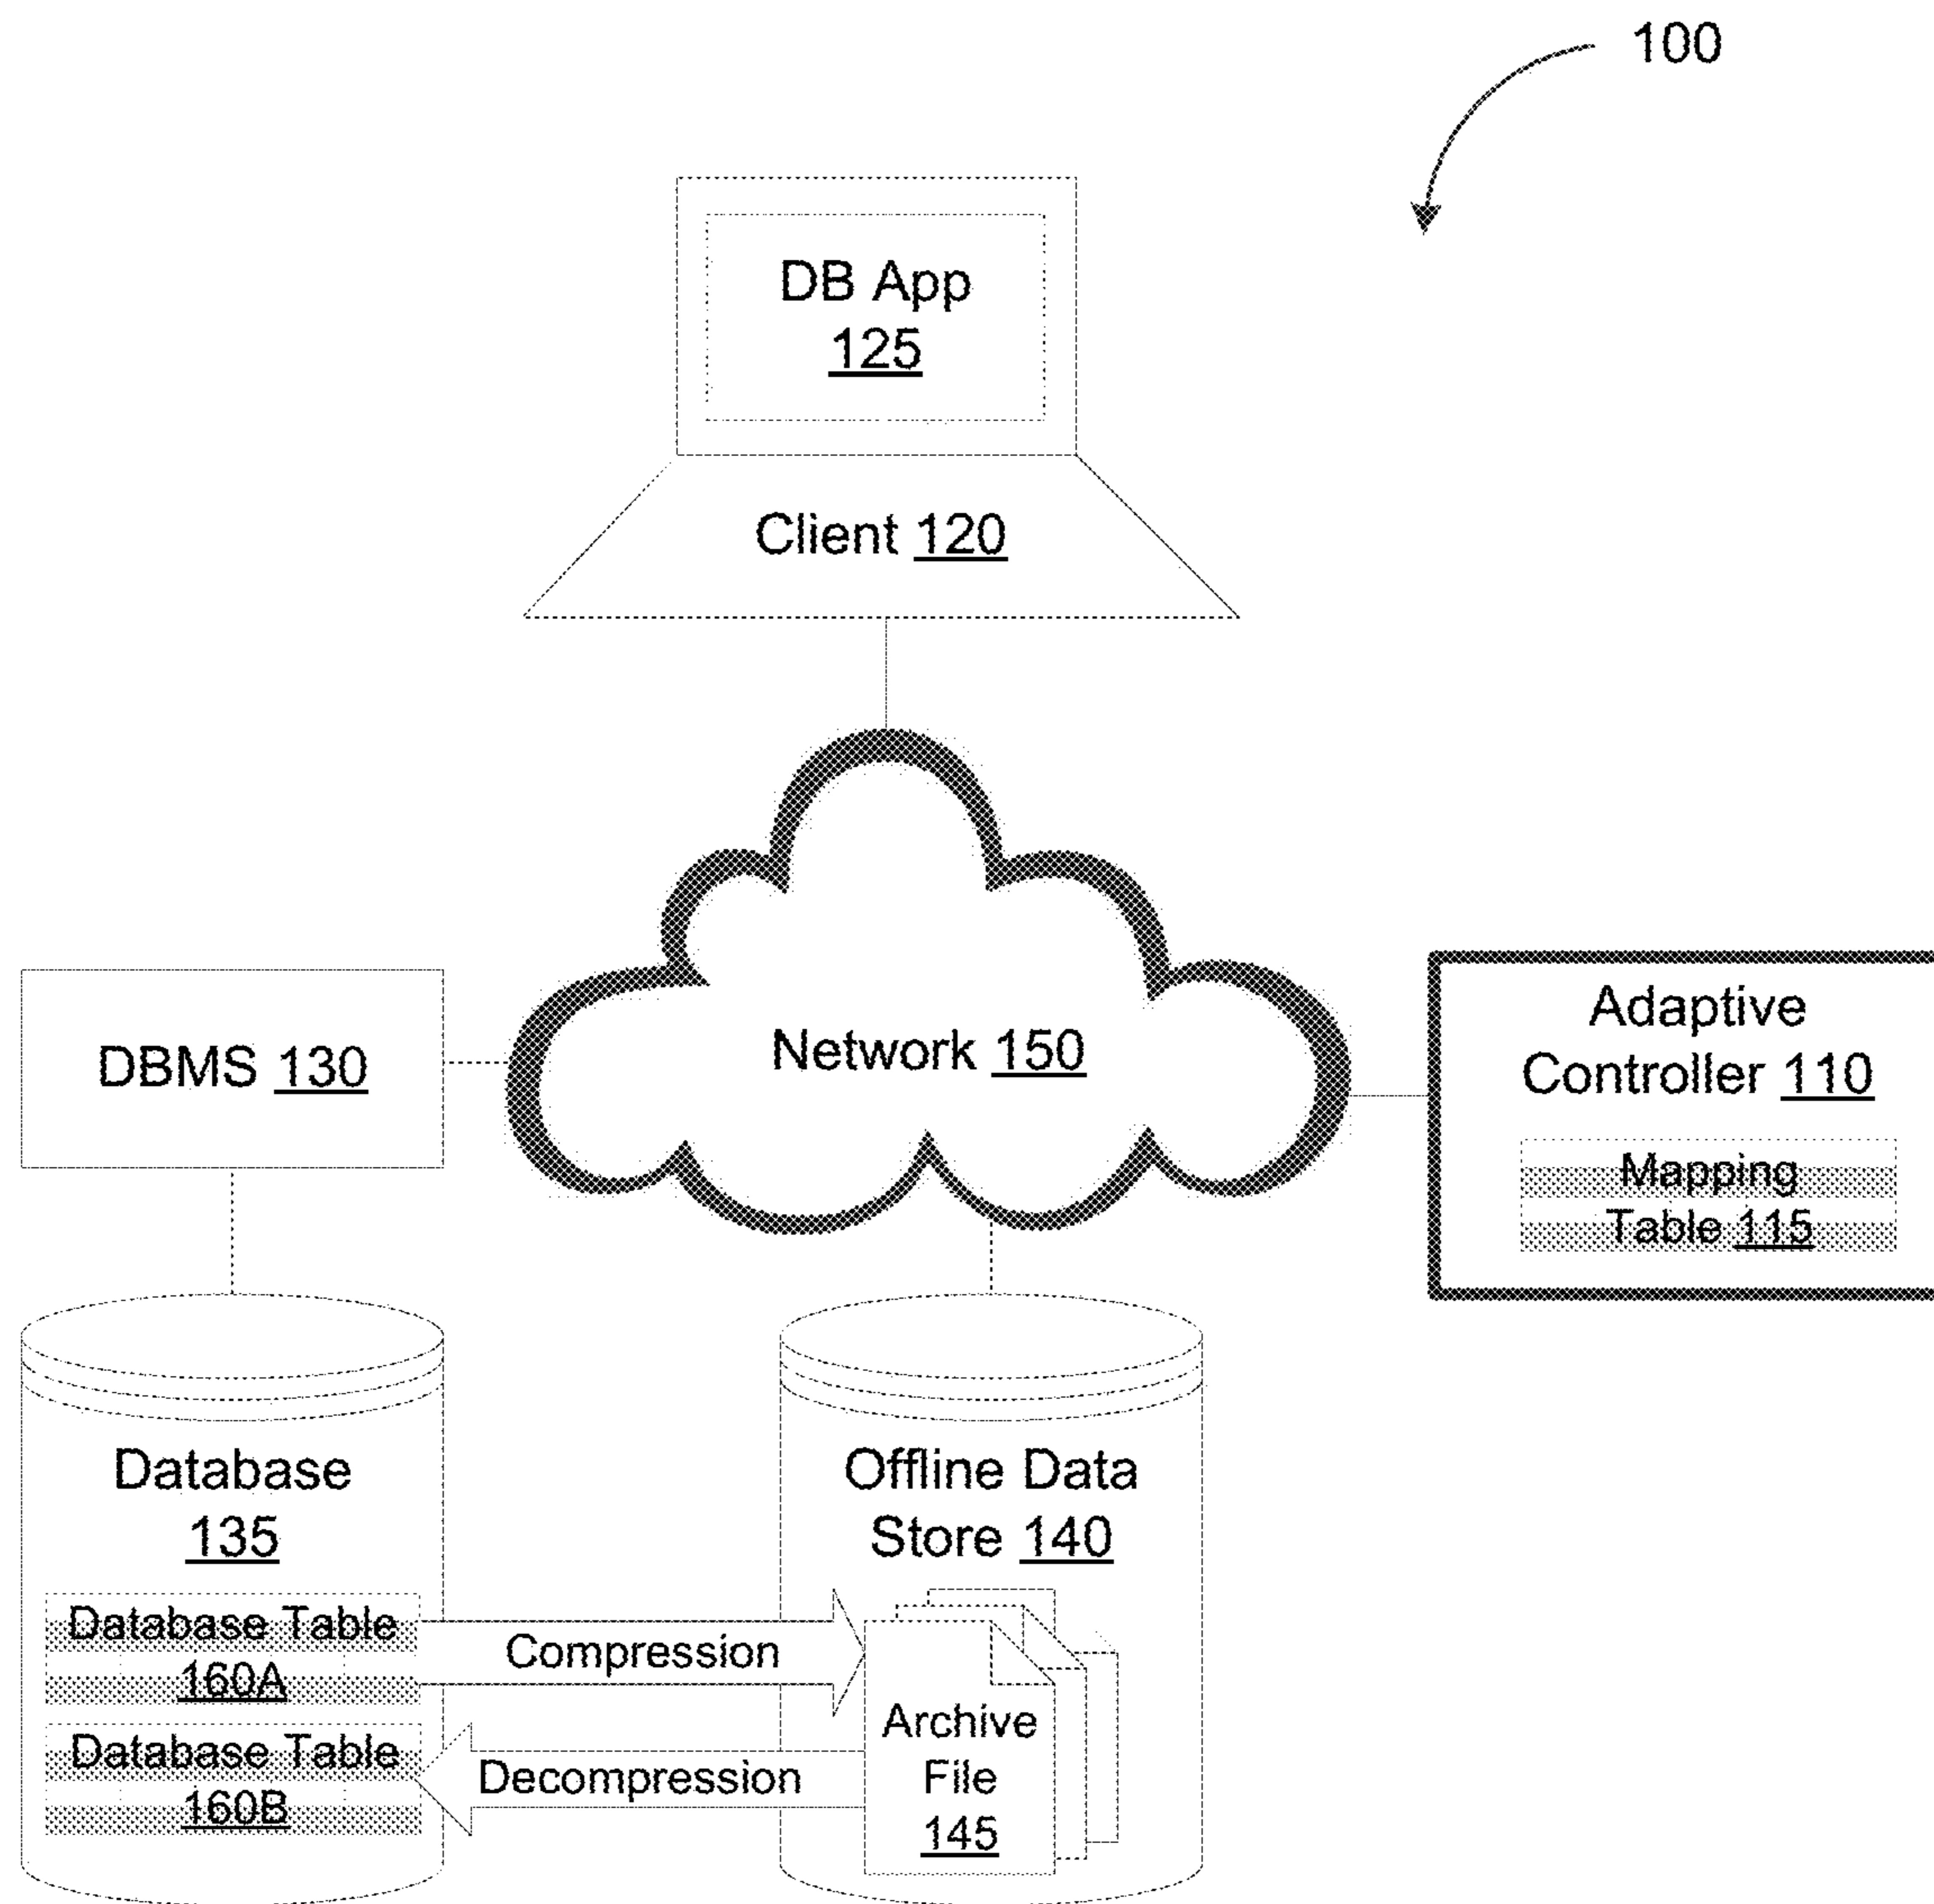 100
DB App
125
Client 120
Network 150
DBMS 130
Adaptive
Controller 110
Mapping
Table 115
Database
135
Database Table
160A
Database Table
160B
Compression
Decompression
Offline Data
Store 140
Archive
File
145